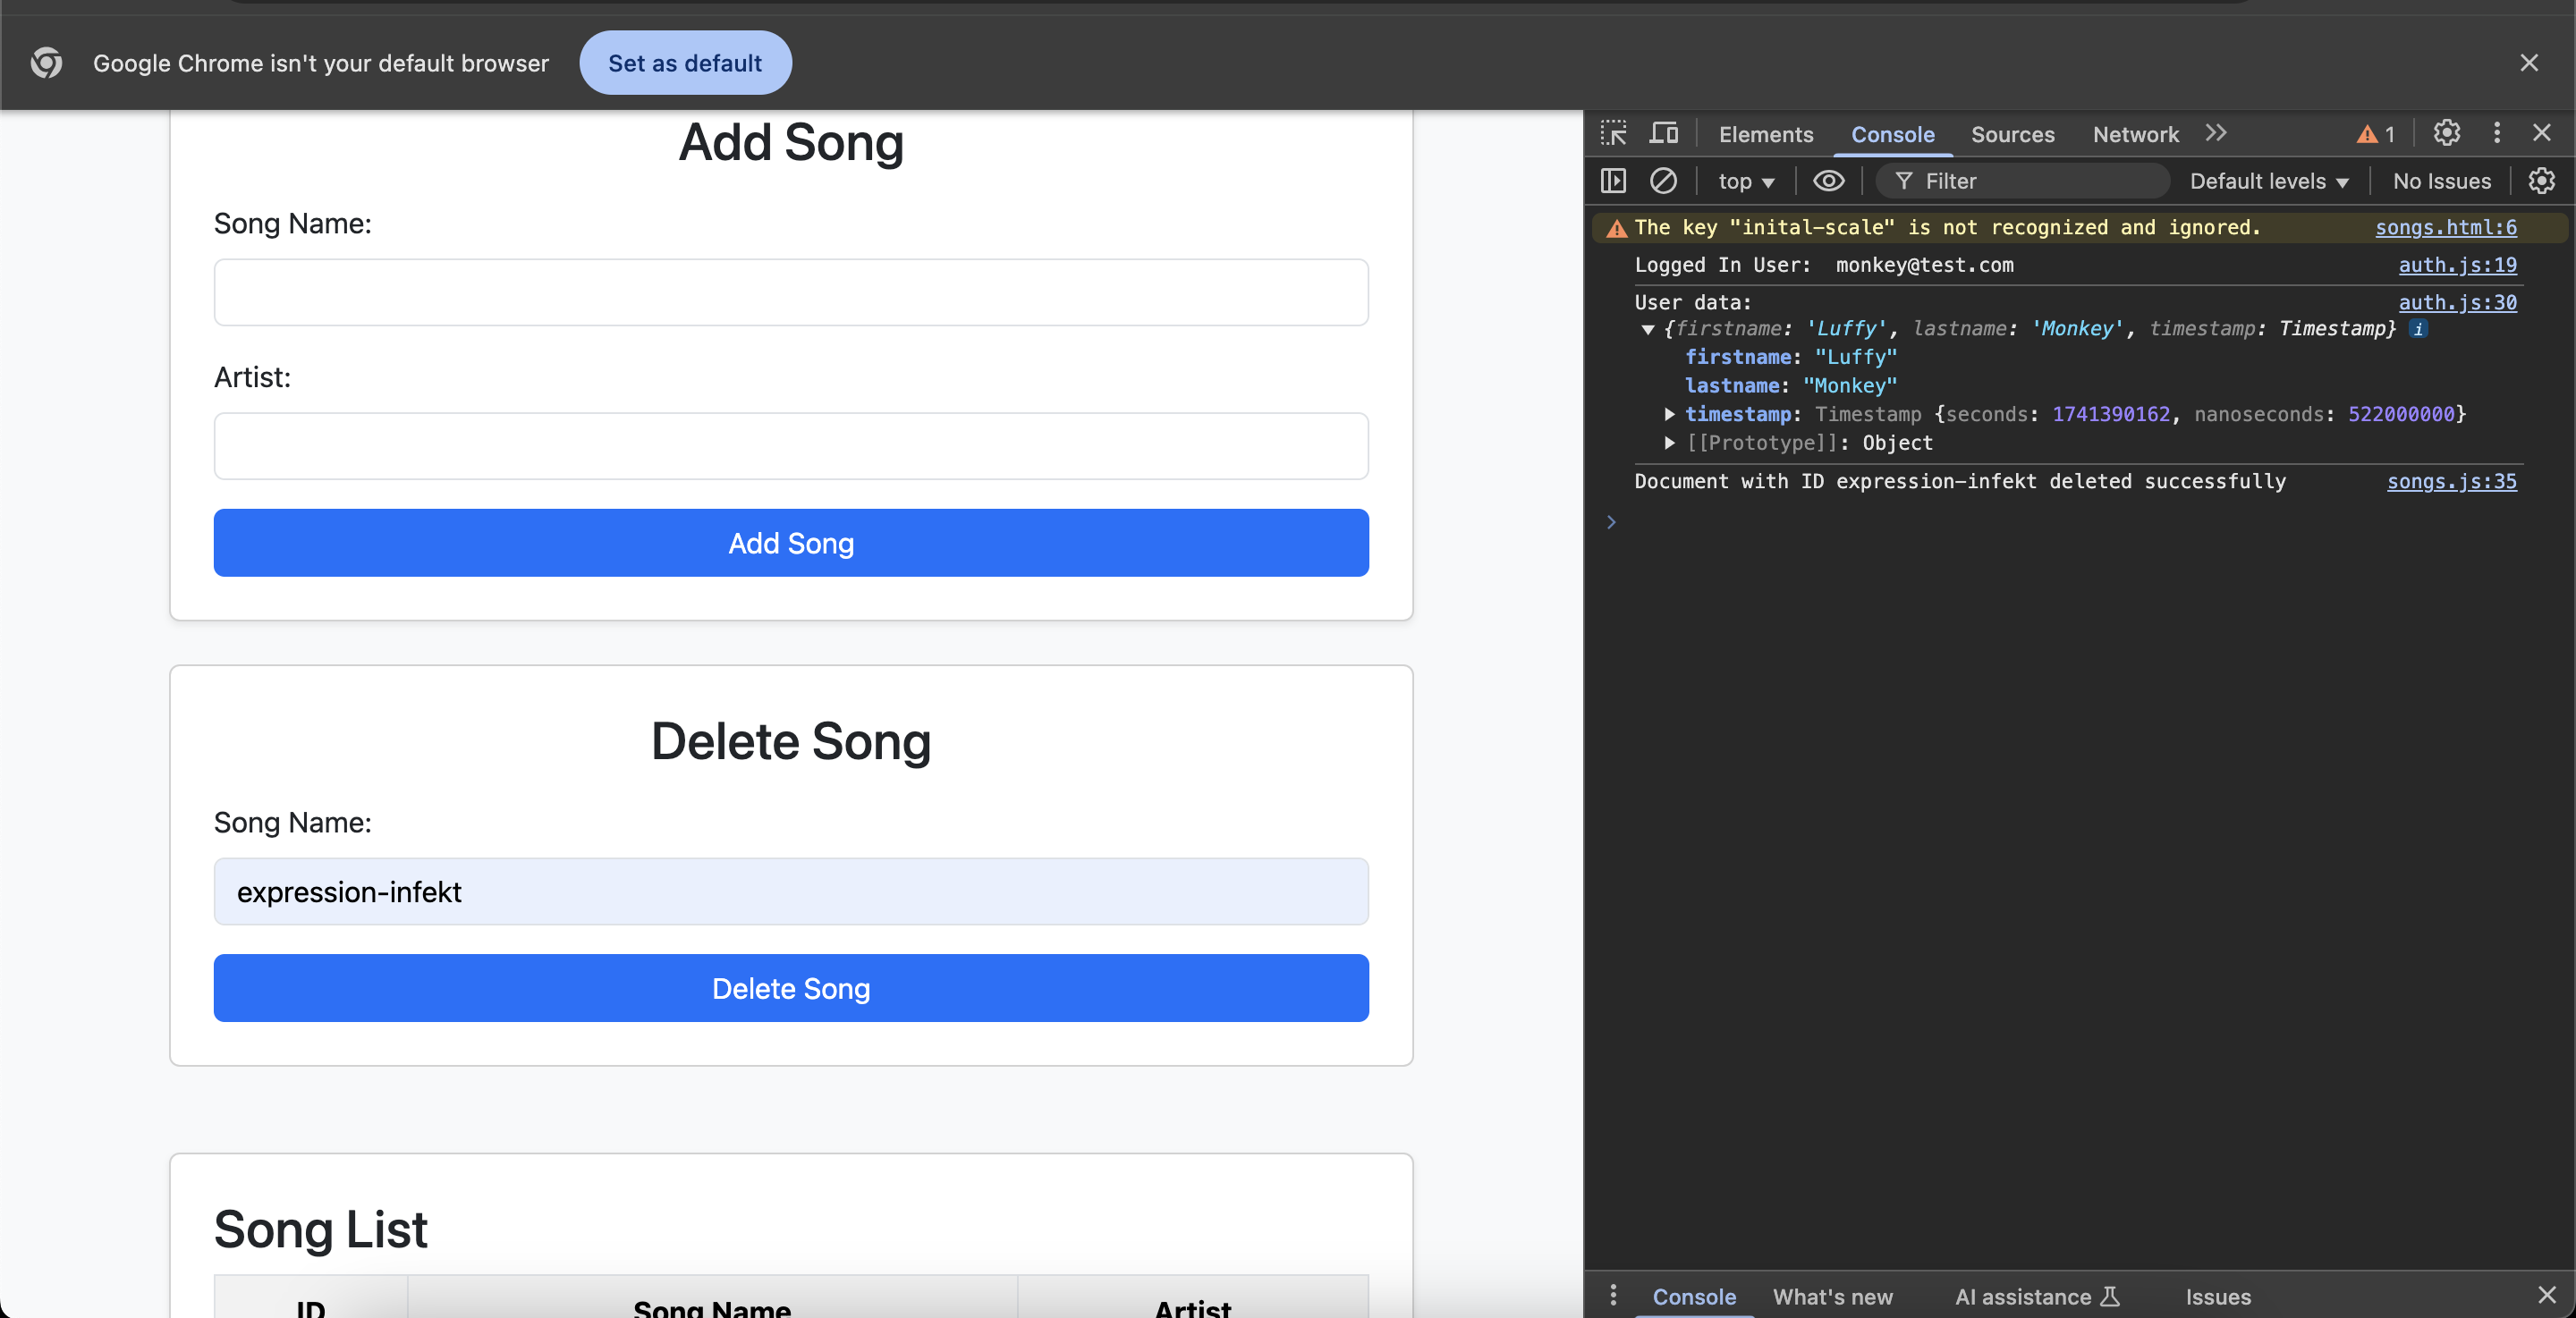 Google Chrome isn't your default browser Set as default
Add Song
Song Name:
Artist:
Add Song
Delete Song
Song Name:
expression-infekt
Delete Song
Song List
ID Song Name Artist
Elements Console Sources Network 1
top Filter Default levels No Issues
The key "inital-scale" is not recognized and ignored. songs.html:6
Logged In User: monkey@test.com auth.js:19
User data: auth.js:30
{firstname: 'Luffy', lastname: 'Monkey', timestamp: Timestamp} i
firstname: "Luffy"
lastname: "Monkey"
timestamp: Timestamp {seconds: 1741390162, nanoseconds: 522000000}
[[Prototype]]: Object
Document with ID expression-infekt deleted successfully songs.js:35
Console What's new AI assistance Issues